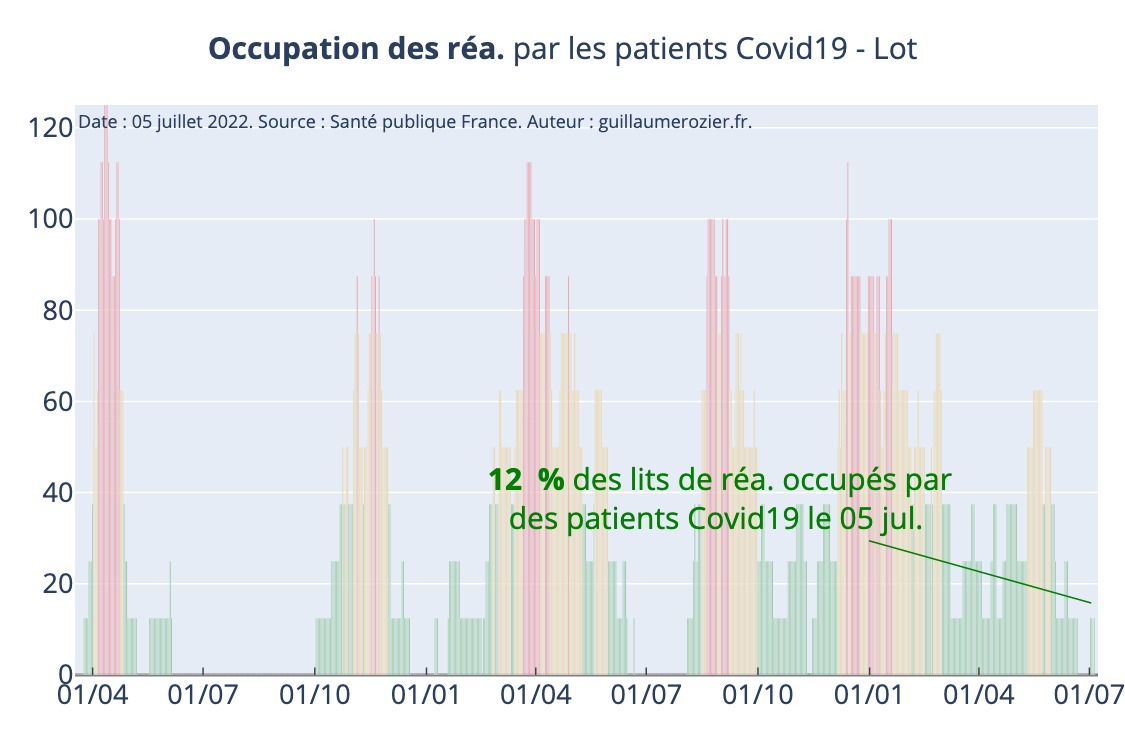 Occupation des réa. par les patients Covid19 - Lot
Date : 05 juillet 2022. Source : Santé publique France. Auteur : guillaumerozier.fr.
120
100
80
60
40
20
0
12 % des lits de réa. occupés par
des patients Covid19 le 05 jul.
01/04 01/07 01/10 01/01 01/04 01/07 01/10 01/01 01/04 01/07